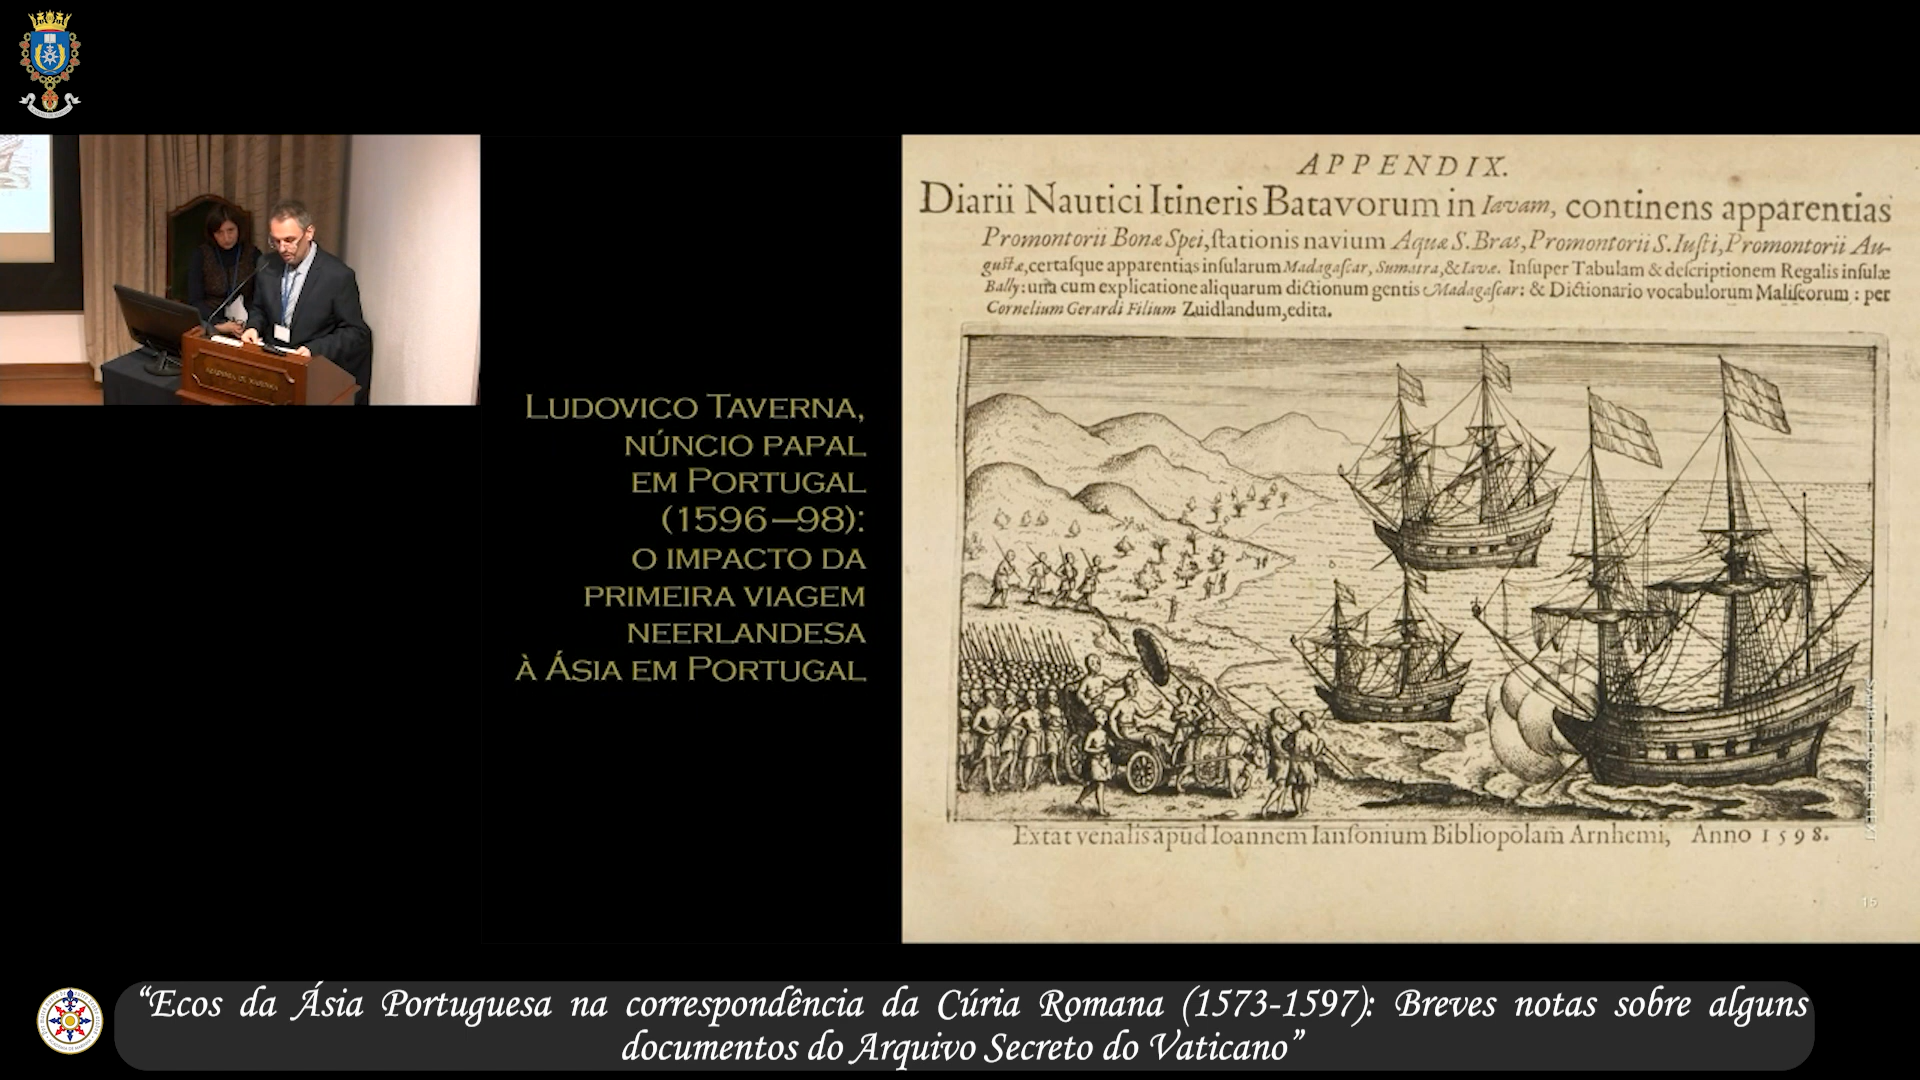 ACADEMIA DE MARINHA
LUDOVICO TAVERNA,
NÚNCIO PAPAL
EM PORTUGAL
(1596–98):
O IMPACTO DA
PRIMEIRA VIAGEM
NEERLANDESA
À ÁSIA EM PORTUGAL
APPENDIX.
Diarii Nautici Itineris Batavorum in Iavam, continens apparentias
Promontorii Bonæ Spei, ſtationis navium Aquæ S. Bras, Promontorii S. Iuſti, Promontorii Au-
guſtæ, certaſque apparentias inſularum Madagaſcar, Sumatra, & Iavæ. Inſuper Tabulam & deſcriptionem Regalis inſulæ
Bally: unà cum explicatione aliquarum dictionum gentis Madagaſcar: & Dictionario vocabulorum Maliſcorum : per
Cornelium Gerardi Filium Zuidlandum, edita.
Extat venalis apud Ioannem Ianſonium Bibliopolam Arnhemi, Anno 1598.
15
“Ecos da Ásia Portuguesa na correspondência da Cúria Romana (1573-1597): Breves notas sobre alguns
documentos do Arquivo Secreto do Vaticano”